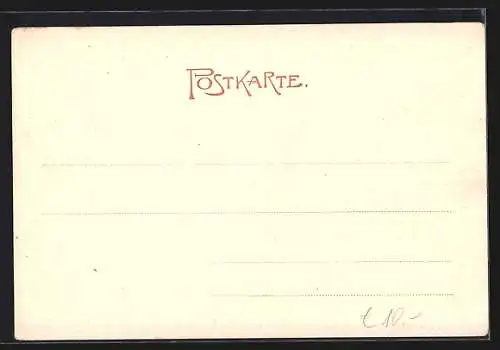 POSTKARTE.
€ 10.-